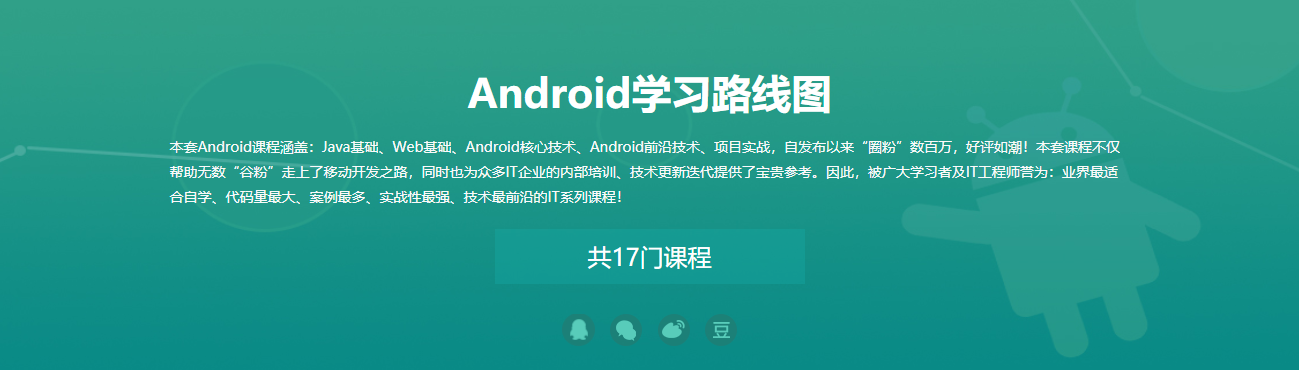 Android学习路线图
本套Android课程涵盖：Java基础、Web基础、Android核心技术、Android前沿技术、项目实战，自发布以来“圈粉”数百万，好评如潮！本套课程不仅
帮助无数“谷粉”走上了移动开发之路，同时也为众多IT企业的内部培训、技术更新迭代提供了宝贵参考。因此，被广大学习者及IT工程师誉为：业界最适
合自学、代码量最大、案例最多、实战性最强、技术最前沿的IT系列课程！
共17门课程
豆